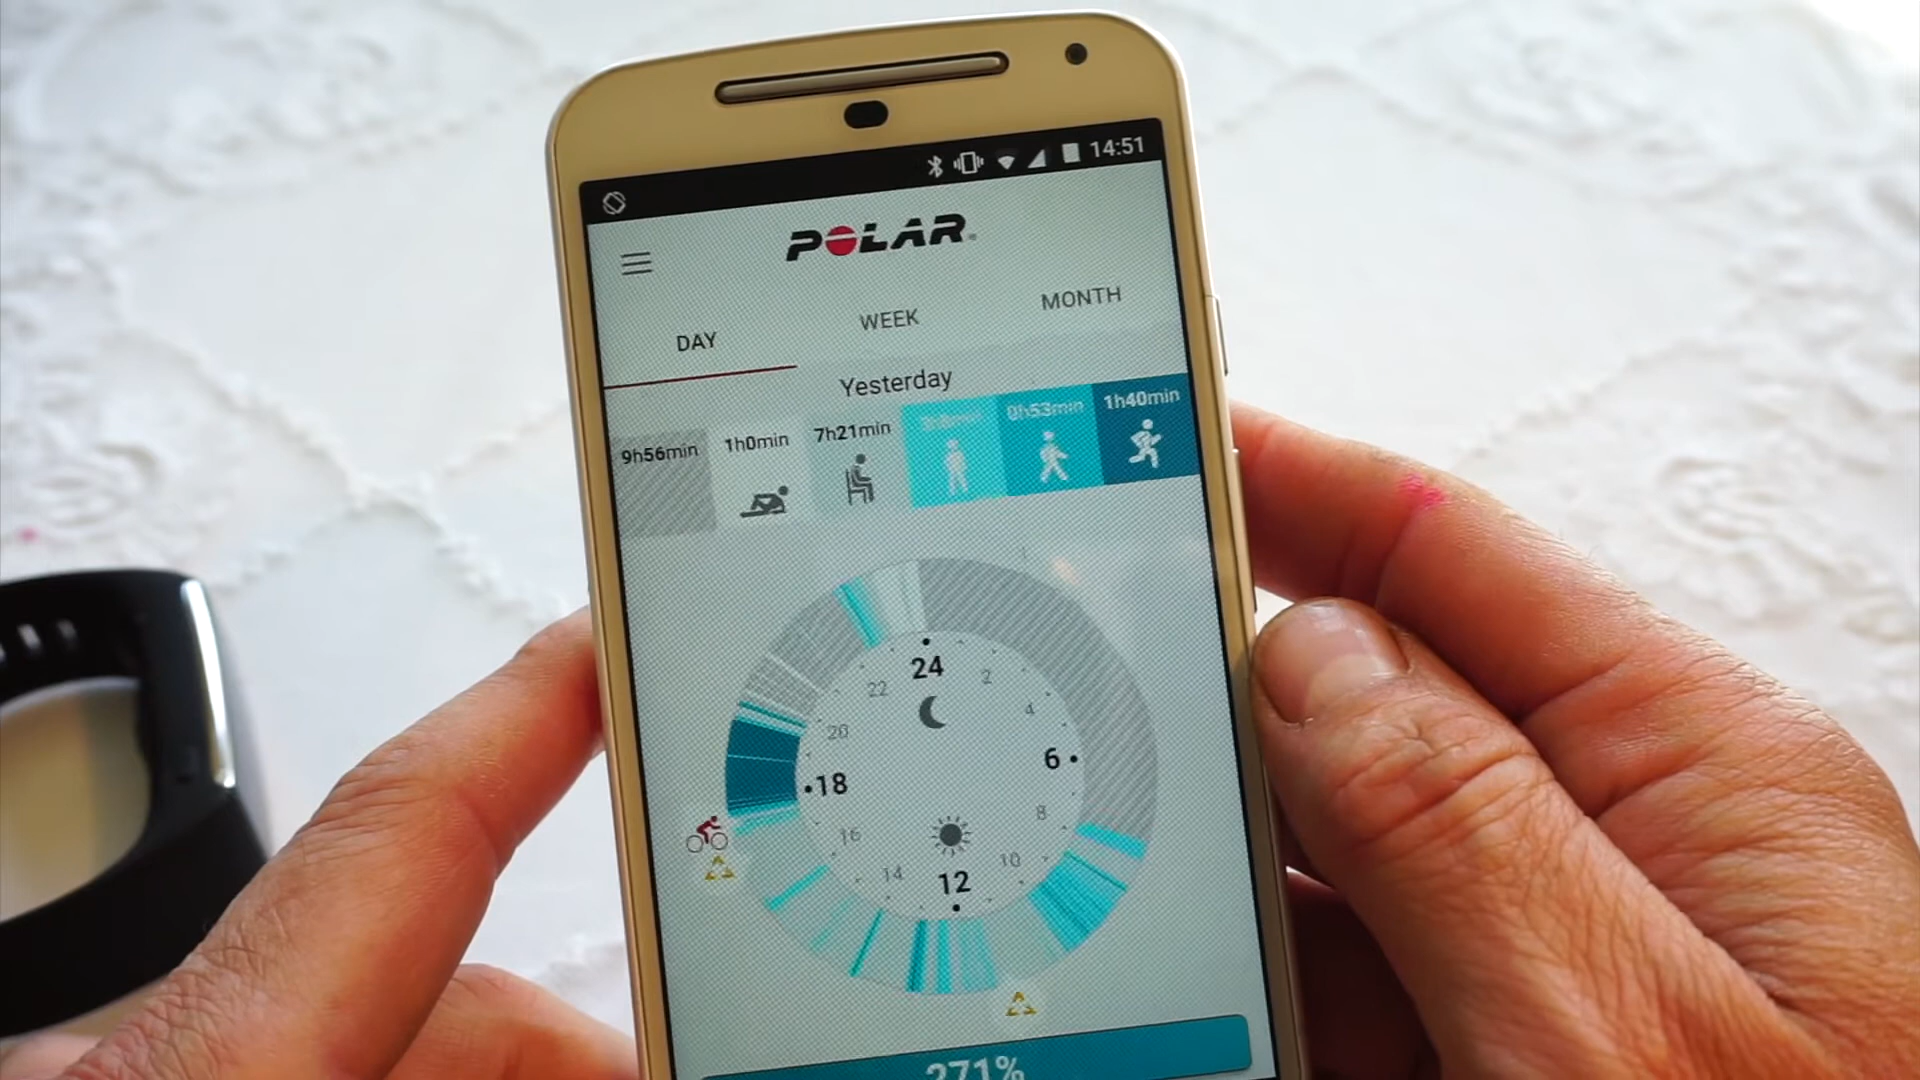 14:51
POLAR
DAY WEEK MONTH
Yesterday
9h56min 1h0min 7h21min 0h53min 1h40min
24
22 2
20 4
18 6
16 8
14 10
12
271%